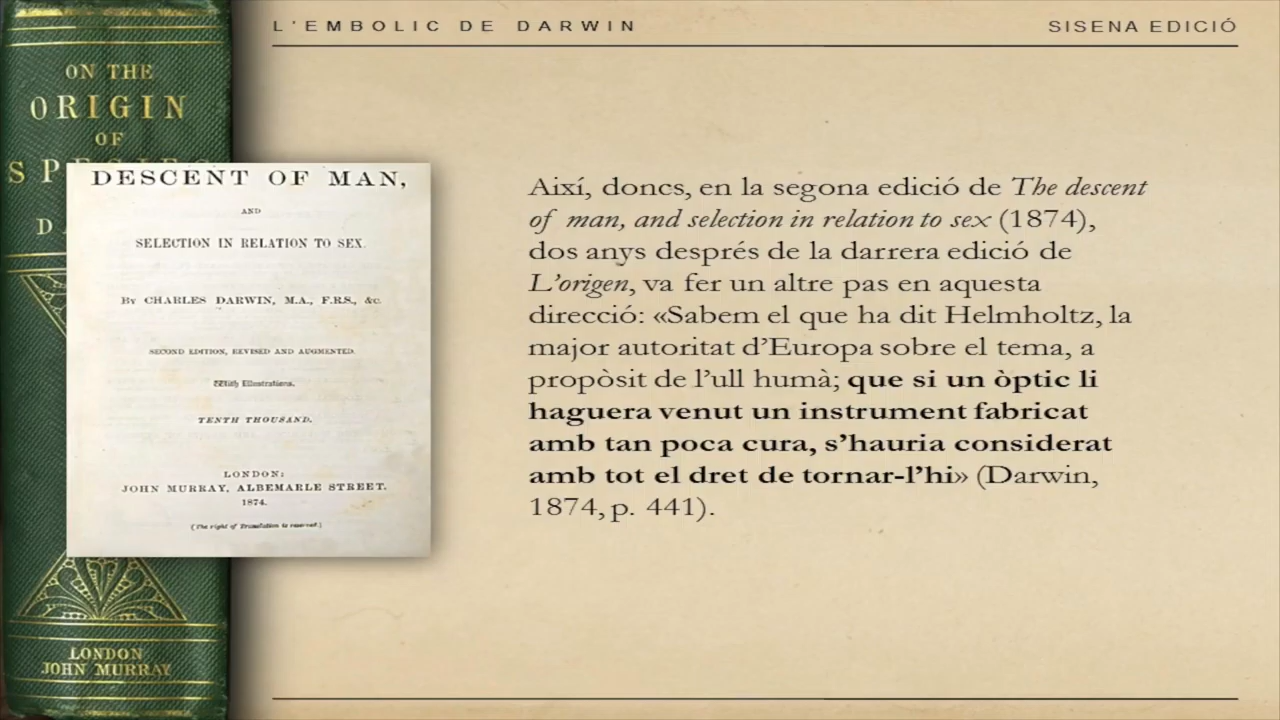 L'EMBOLIC DE DARWIN
SISENA EDICIÓ
ON THE
ORIGIN
OF
DESCENT OF MAN,
AND
SELECTION IN RELATION TO SEX.
By CHARLES DARWIN, M.A., F.R.S., &c.
SECOND EDITION, REVISED AND AUGMENTED.
With Illustrations.
TENTH THOUSAND.
LONDON:
JOHN MURRAY, ALBEMARLE STREET.
1874.
(The right of Translation is reserved.)
LONDON
JOHN MURRAY
Així, doncs, en la segona edició de The descent
of man, and selection in relation to sex (1874),
dos anys després de la darrera edició de
L'origen, va fer un altre pas en aquesta
direcció: «Sabem el que ha dit Helmholtz, la
major autoritat d'Europa sobre el tema, a
propòsit de l'ull humà; que si un òptic li
haguera venut un instrument fabricat
amb tan poca cura, s'hauria considerat
amb tot el dret de tornar-l'hi» (Darwin,
1874, p. 441).